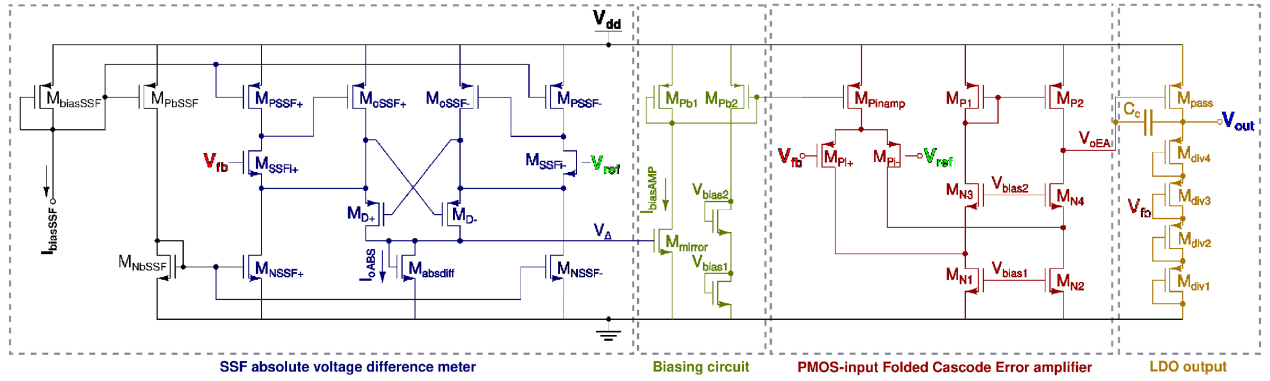 Vdd
MbiasSSF
MPbSSF
MPSSF+
MoSSF+
MoSSF-
MPSSF-
MPb1
MPb2
MPinamp
MP1
MP2
Cc
Mpass
Vout
VoEA
Vfb
MSSFi+
MSSFi-
Vref
Vfb
MPi+
MPi-
Vref
Mdiv4
IbiasSSF
MD+
MD-
IbiasAMP
Vbias2
MN3
Vbias2
MN4
Vfb
Mdiv3
VΔ
Mmirror
Mdiv2
MNbSSF
MNSSF+
IoABS
Mabsdiff
MNSSF-
Vbias1
MN1
Vbias1
MN2
Mdiv1
SSF absolute voltage difference meter
Biasing circuit
PMOS-input Folded Cascode Error amplifier
LDO output